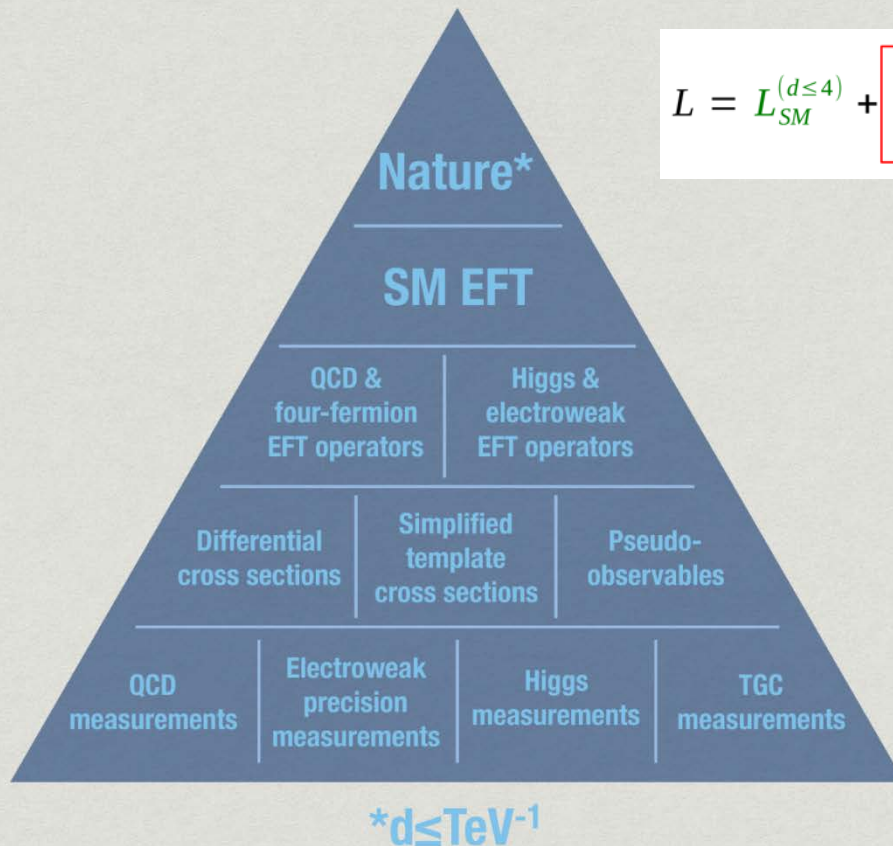 L = L_SM^(d≤4) +
Nature*
SM EFT
QCD &
four-fermion
EFT operators
Higgs &
electroweak
EFT operators
Differential
cross sections
Simplified
template
cross sections
Pseudo-
observables
QCD
measurements
Electroweak
precision
measurements
Higgs
measurements
TGC
measurements
*d≤TeV⁻¹